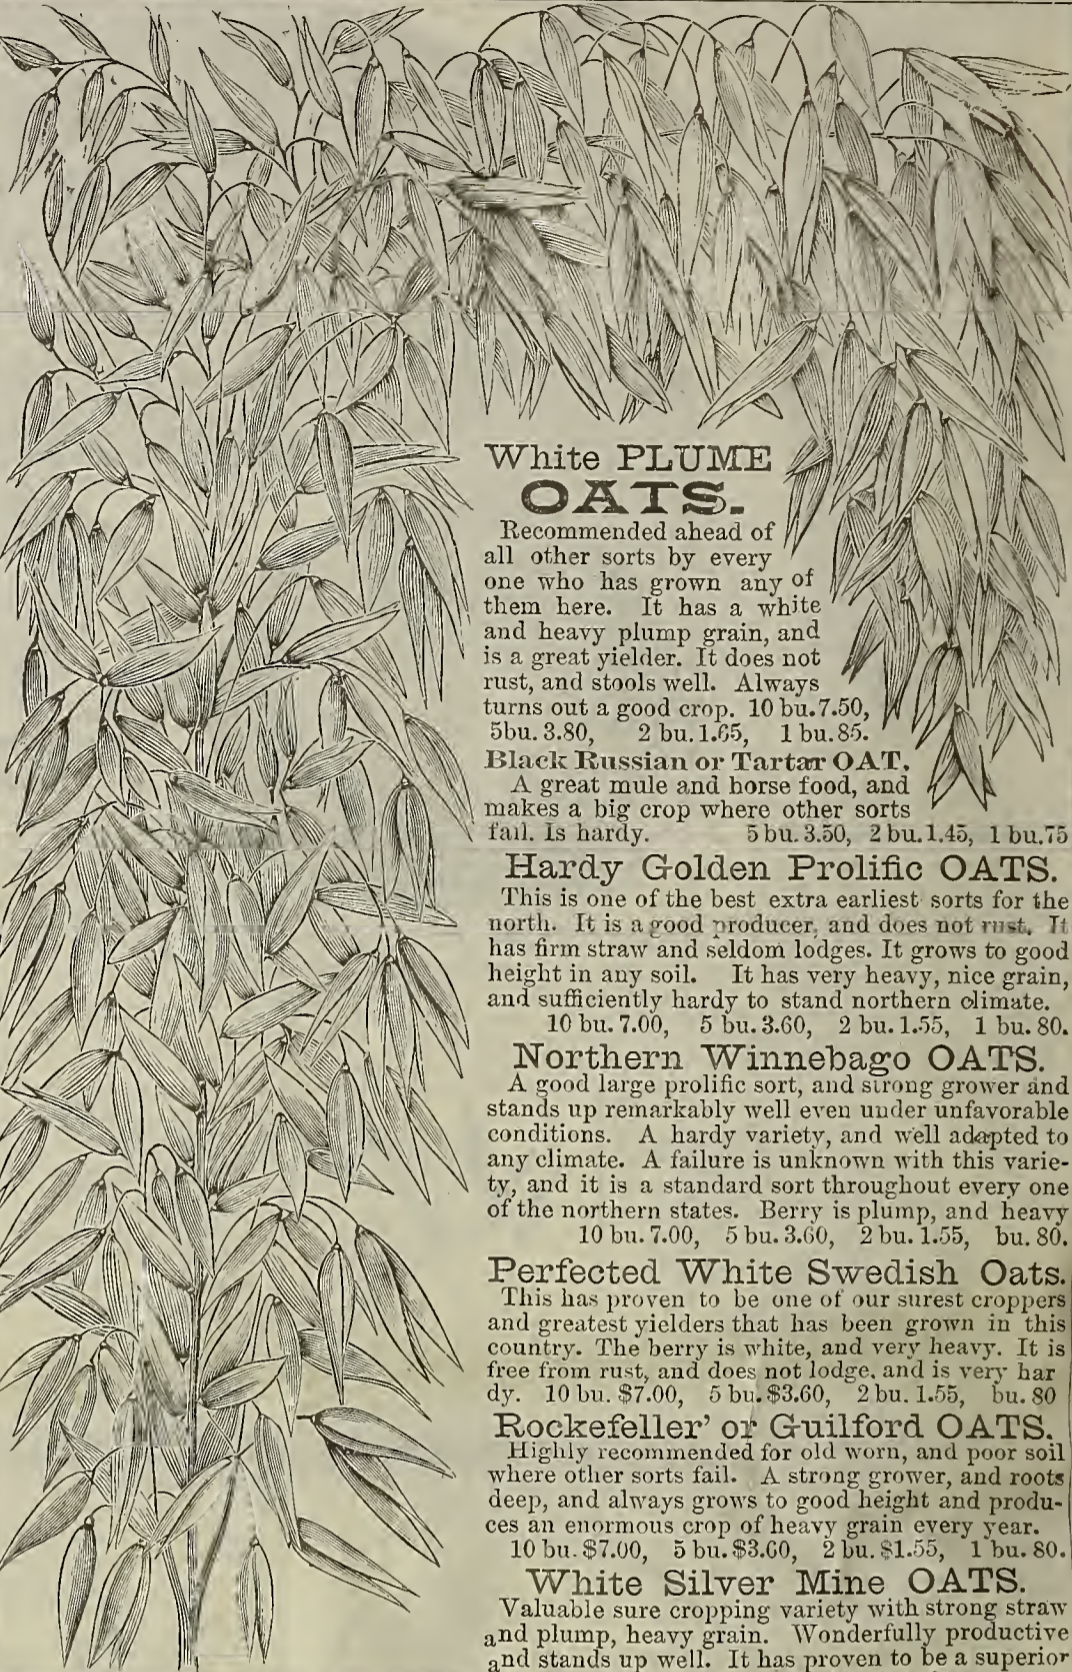 White PLUME
OATS.
Recommended ahead of
all other sorts by every
one who has grown any of
them here. It has a white
and heavy plump grain, and
is a great yielder. It does not
rust, and stools well. Always
turns out a good crop. 10 bu. 7.50,
5bu. 3.80, 2 bu. 1.65, 1 bu. 85.
Black Russian or Tartar OAT.
A great mule and horse food, and
makes a big crop where other sorts
fail. Is hardy. 5 bu. 3.50, 2 bu. 1.45, 1 bu. 75
Hardy Golden Prolific OATS.
This is one of the best extra earliest sorts for the
north. It is a good producer, and does not rust. It
has firm straw and seldom lodges. It grows to good
height in any soil. It has very heavy, nice grain,
and sufficiently hardy to stand northern climate.
10 bu. 7.00, 5 bu. 3.60, 2 bu. 1.55, 1 bu. 80.
Northern Winnebago OATS.
A good large prolific sort, and strong grower and
stands up remarkably well even under unfavorable
conditions. A hardy variety, and well adapted to
any climate. A failure is unknown with this varie-
ty, and it is a standard sort throughout every one
of the northern states. Berry is plump, and heavy
10 bu. 7.00, 5 bu. 3.60, 2 bu. 1.55, bu. 80.
Perfected White Swedish Oats.
This has proven to be one of our surest croppers
and greatest yielders that has been grown in this
country. The berry is white, and very heavy. It is
free from rust, and does not lodge, and is very har
dy. 10 bu. $7.00, 5 bu. $3.60, 2 bu. 1.55, bu. 80
Rockefeller' or Guilford OATS.
Highly recommended for old worn, and poor soil
where other sorts fail. A strong grower, and roots
deep, and always grows to good height and produ-
ces an enormous crop of heavy grain every year.
10 bu. $7.00, 5 bu. $3.60, 2 bu. $1.55, 1 bu. 80.
White Silver Mine OATS.
Valuable sure cropping variety with strong straw
and plump, heavy grain. Wonderfully productive
and stands up well. It has proven to be a superior